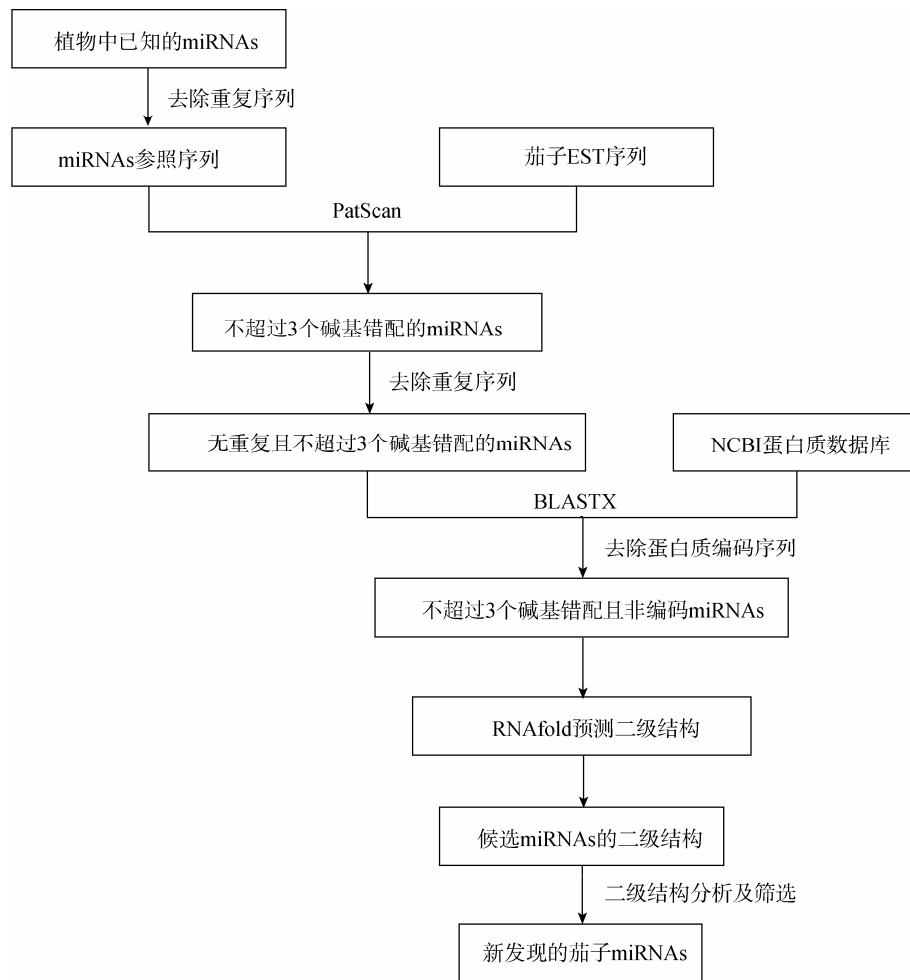 植物中已知的miRNAs
去除重复序列
miRNAs参照序列
茄子EST序列
PatScan
不超过3个碱基错配的miRNAs
去除重复序列
无重复且不超过3个碱基错配的miRNAs
NCBI蛋白质数据库
BLASTX
去除蛋白质编码序列
不超过3个碱基错配且非编码miRNAs
RNAfold预测二级结构
候选miRNAs的二级结构
二级结构分析及筛选
新发现的茄子miRNAs